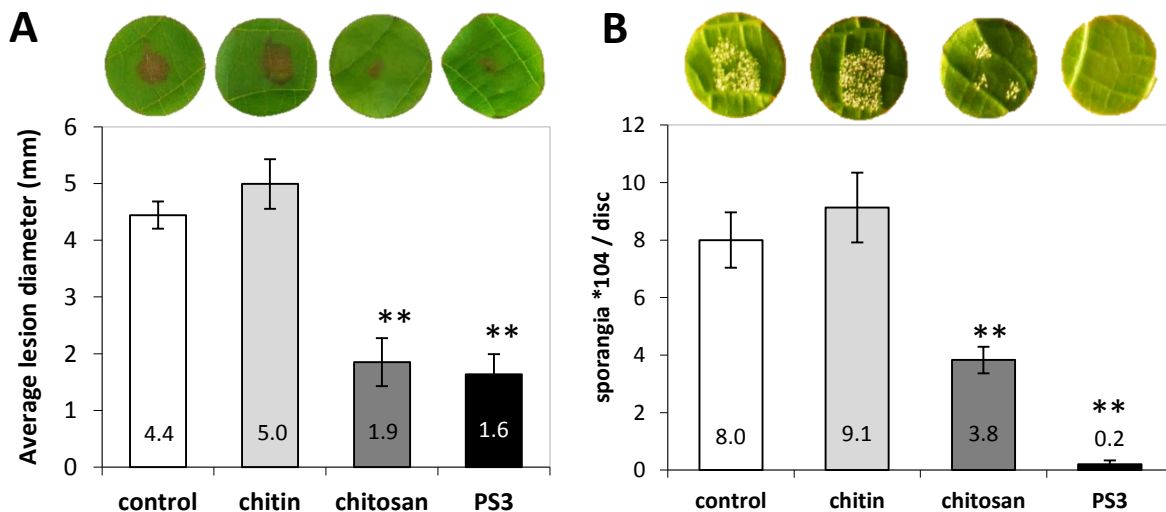 A
Average lesion diameter (mm)
6
5
4
3
2
1
0
**
**
4.4
5.0
1.9
1.6
control
chitin
chitosan
PS3
B
sporangia *104 / disc
12
10
8
6
4
2
0
**
**
8.0
9.1
3.8
0.2
control
chitin
chitosan
PS3